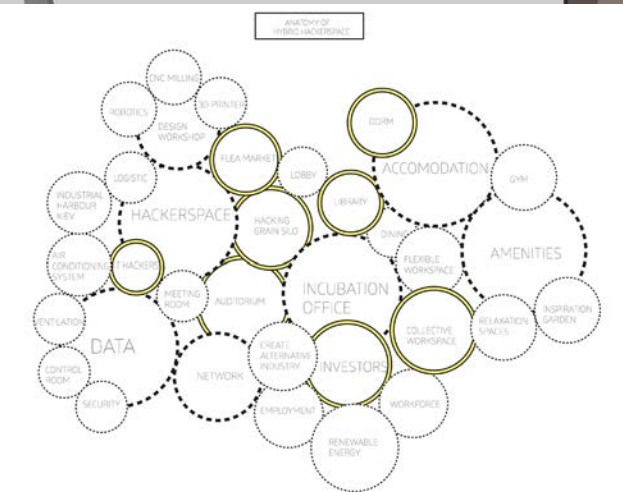 ANATOMY OF
HYBRID HACKERSPACE
CNC MILLING
ROBOTICS
3D PRINTER
DESIGN
WORKSHOP
DORM
FLEA MARKET
LOBBY
ACCOMODATION
GYM
LOGISTIC
INDUSTRIAL
HARBOUR
KIEV
HACKERSPACE
HACKING
GRAIN SILO
LIBRARY
DINING
AIR
CONDITIONING
SYSTEM
IT HACKERS
FLEXIBLE
WORKSPACE
AMENITIES
MEETING
ROOM
AUDITORIUM
INCUBATION
OFFICE
VENTILATION
DATA
COLLECTIVE
WORKSPACE
RELAXATION
SPACES
INSPIRATION
GARDEN
CREATE
ALTERNATIVE
INDUSTRY
INVESTORS
CONTROL
ROOM
NETWORK
SECURITY
EMPLOYMENT
WORKFORCE
RENEWABLE
ENERGY